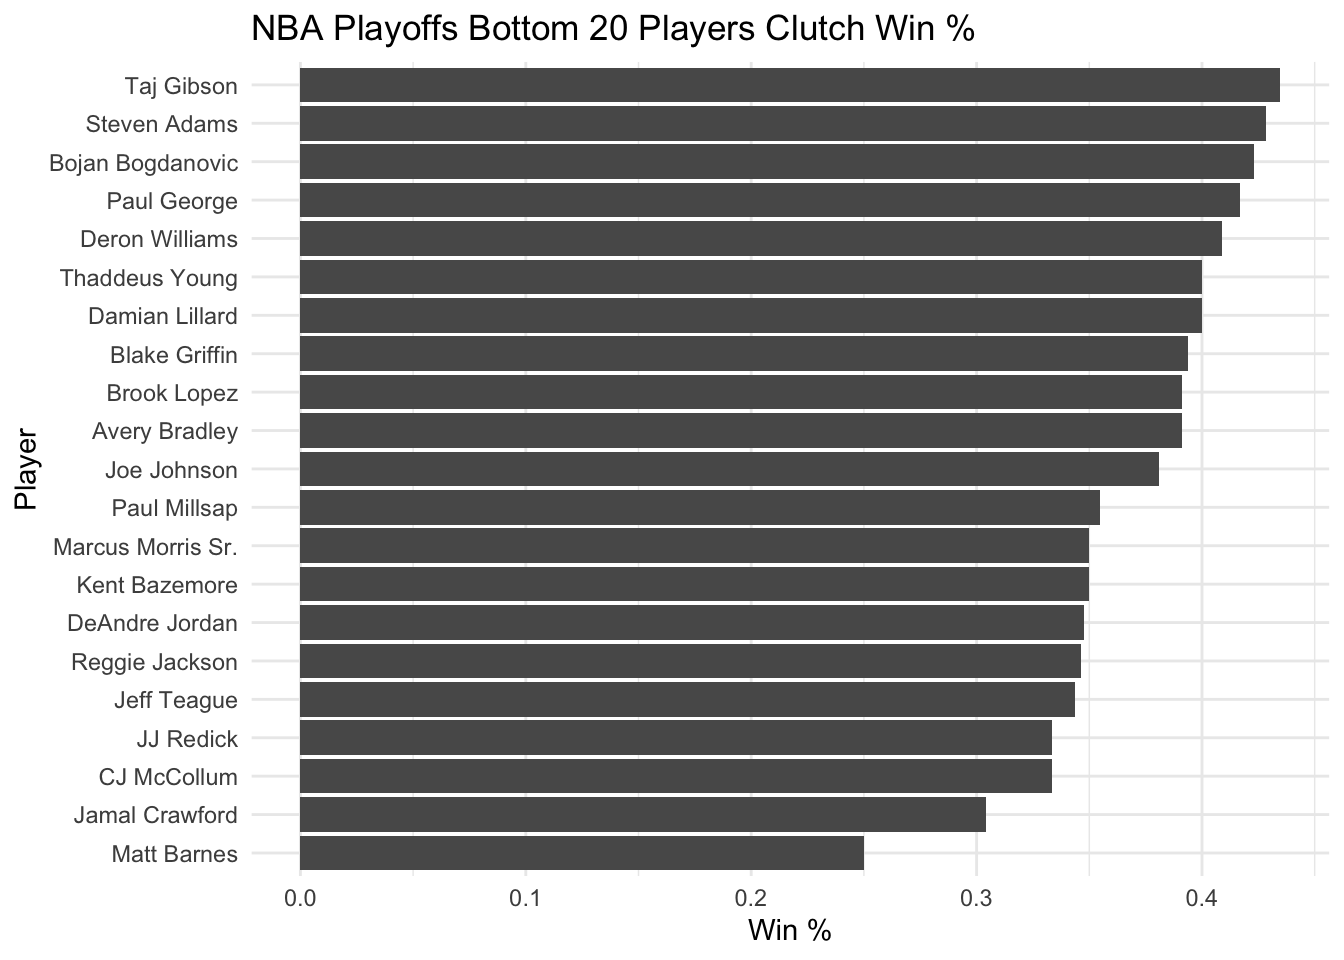 NBA Playoffs Bottom 20 Players Clutch Win %
Taj Gibson
Steven Adams
Bojan Bogdanovic
Paul George
Deron Williams
Thaddeus Young
Damian Lillard
Blake Griffin
Brook Lopez
Avery Bradley
Joe Johnson
Paul Millsap
Marcus Morris Sr.
Kent Bazemore
DeAndre Jordan
Reggie Jackson
Jeff Teague
JJ Redick
CJ McCollum
Jamal Crawford
Matt Barnes
Player
0.0 0.1 0.2 0.3 0.4
Win %